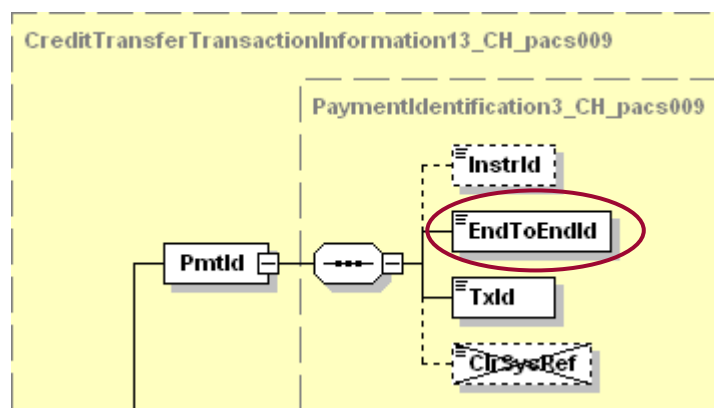 CreditTransferTransactionInformation13_CH_pacs009
PaymentIdentification3_CH_pacs009
InstrId
EndToEndId
PmtId
TxId
ClrSysRef